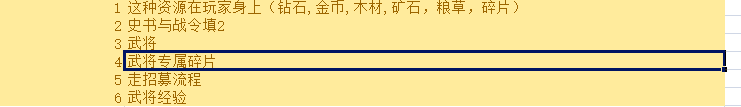 1 这种资源在玩家身上（钻石,金币,木材,矿石，粮草，碎片）
2 史书与战令填2
3 武将
4 武将专属碎片
5 走招募流程
6 武将经验